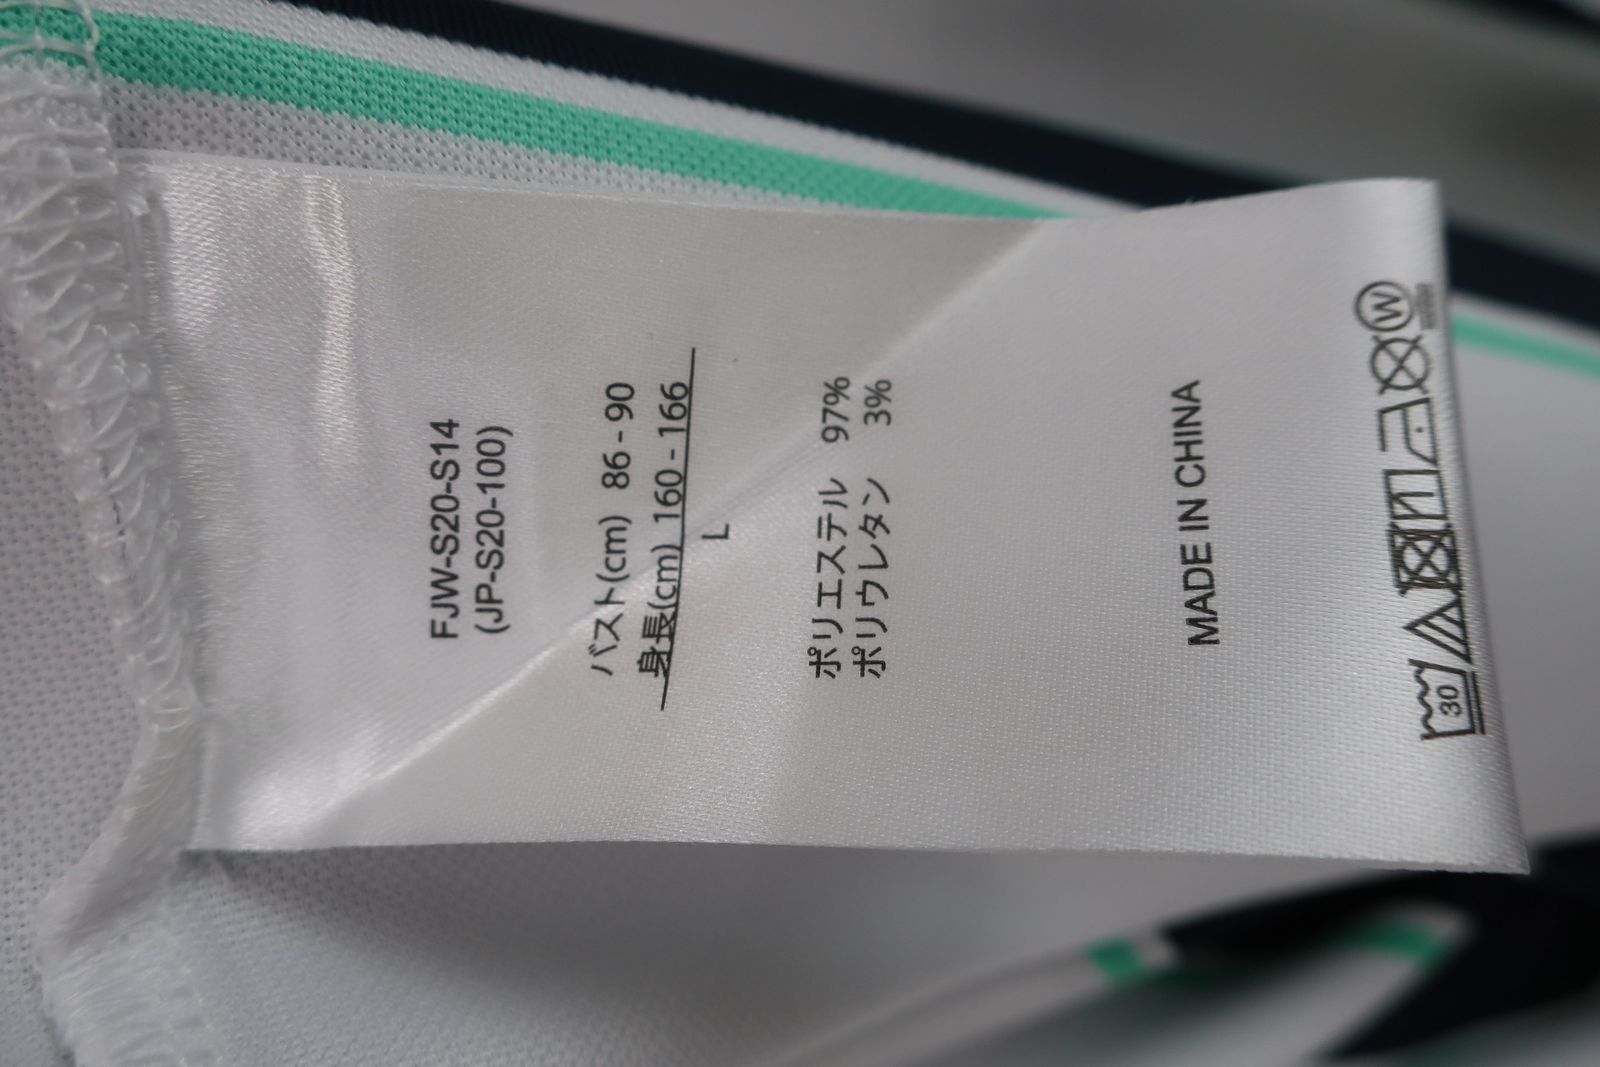 FJW-S20-S14
(JP-S20-100)
バスト(cm) 86 - 90
身長(cm) 160 - 166
L
ポリエステル 97%
ポリウレタン 3%
MADE IN CHINA
30
W